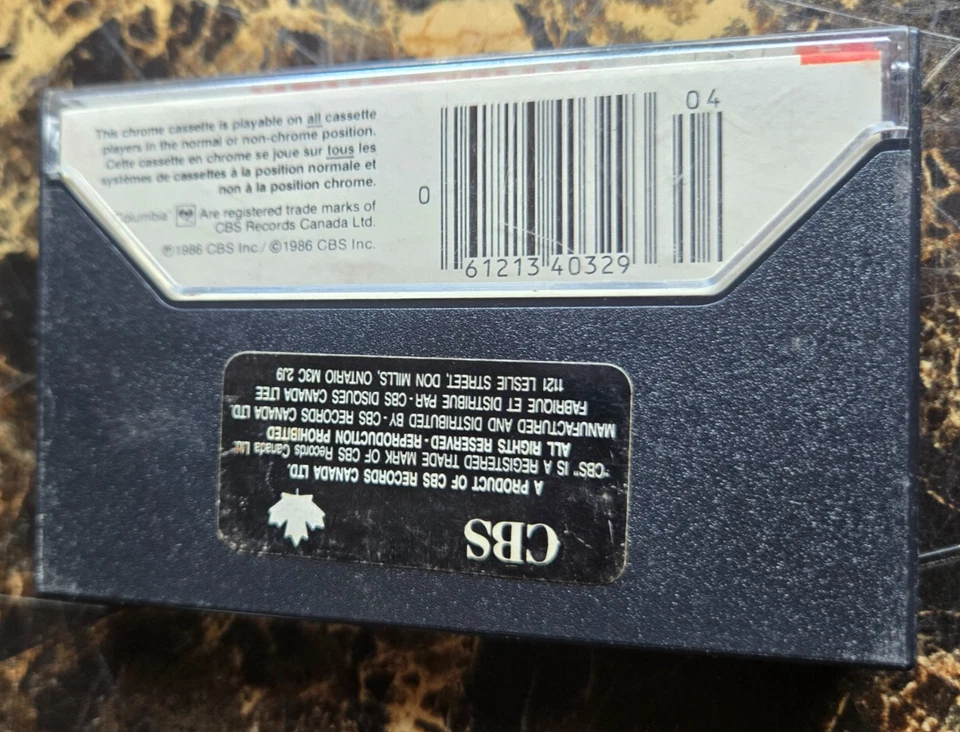 This chrome cassette is playable on all cassette
players in the normal or non-chrome position.
Cette cassette en chrome se joue sur tous les
systèmes de cassettes à la position normale et
non à la position chrome.
Columbia" Are registered trade marks of
CBS Records Canada Ltd.
℗1986 CBS Inc./©1986 CBS Inc.
04
0
61213 40329
CBS
A PRODUCT OF CBS RECORDS CANADA LTD.
"CBS" IS A REGISTERED TRADE MARK OF CBS Records Canada Ltd.
ALL RIGHTS RESERVED - REPRODUCTION PROHIBITED
MANUFACTURED AND DISTRIBUTED BY - CBS RECORDS CANADA LTD.
FABRIQUE ET DISTRIBUE PAR - CBS DISQUES CANADA LTEE
1121 LESLIE STREET, DON MILLS, ONTARIO M3C 2J9